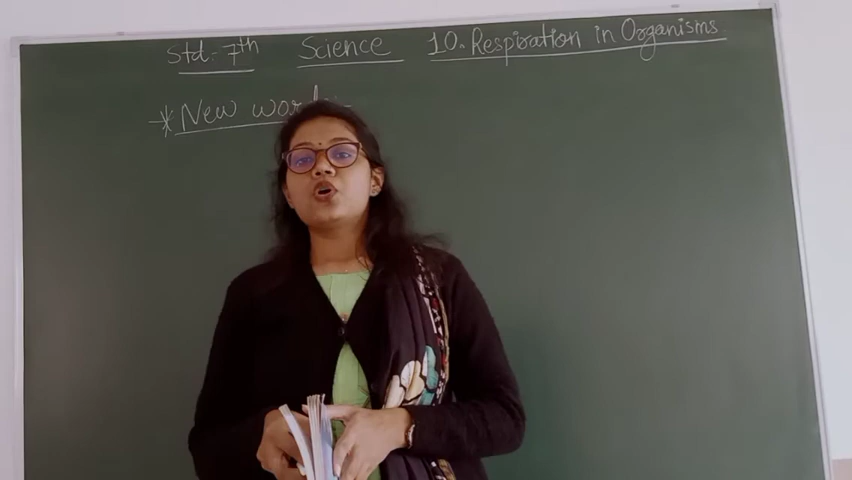 Std:- 7th Science 10. Respiration in Organisms
* New